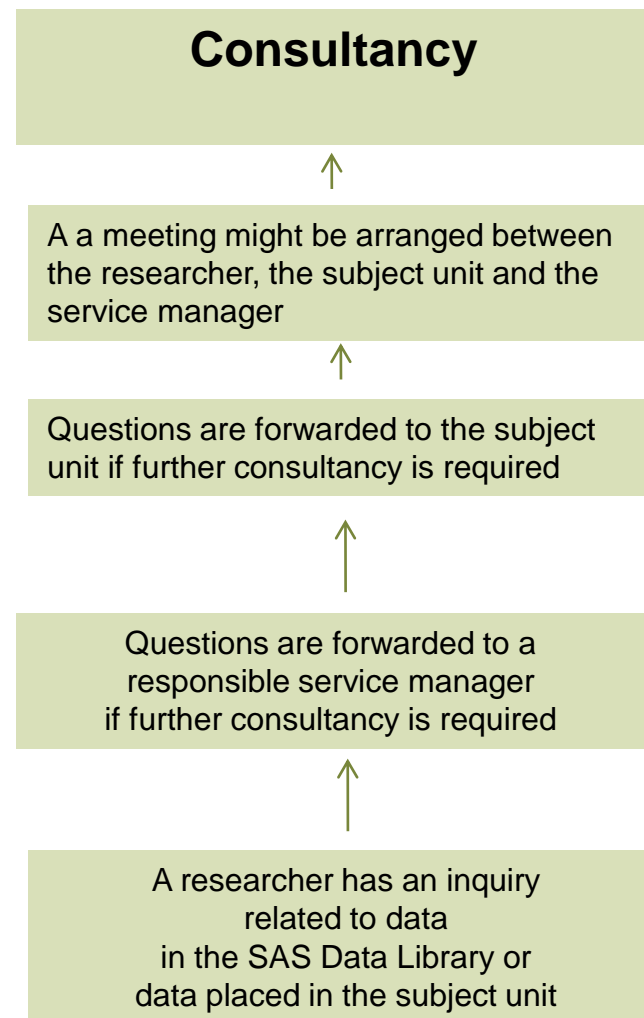 Consultancy
A a meeting might be arranged between
the researcher, the subject unit and the
service manager
Questions are forwarded to the subject
unit if further consultancy is required
Questions are forwarded to a
responsible service manager
if further consultancy is required
A researcher has an inquiry
related to data
in the SAS Data Library or
data placed in the subject unit